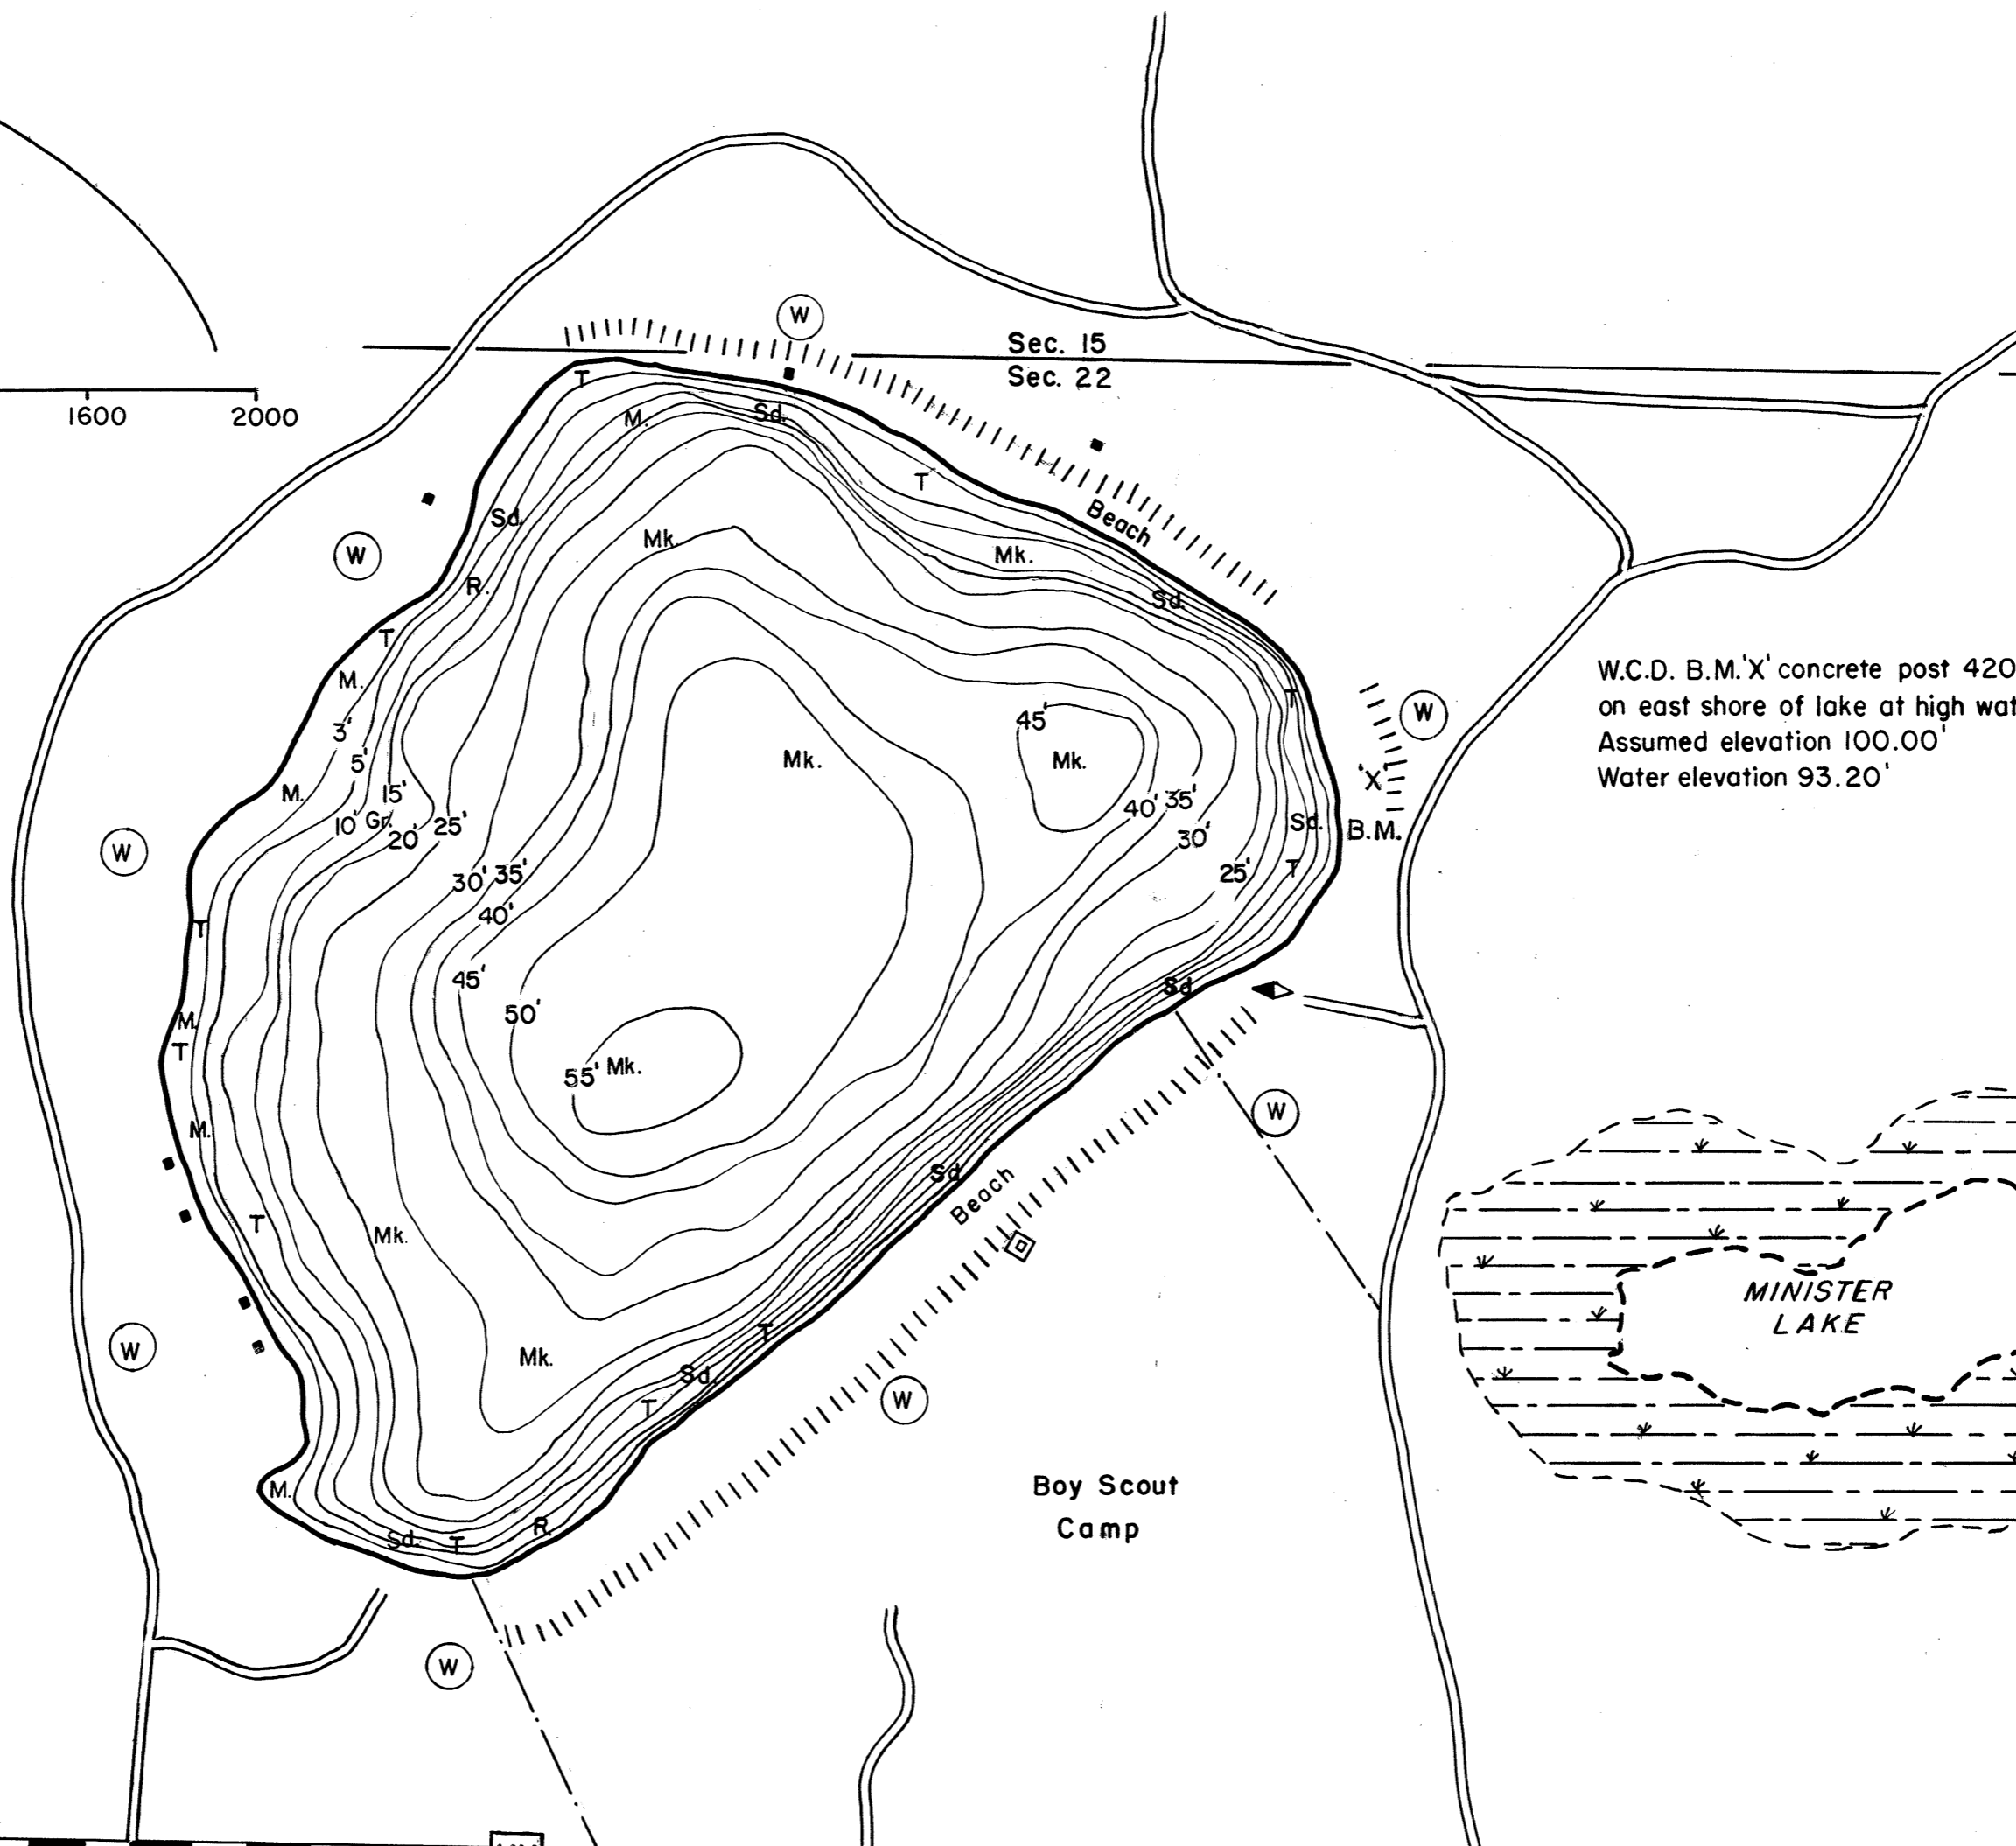 W
Sec. 15
Sec. 22
1600 2000
T
M.
Sd.
T
Beach
Sd.
W
Mk.
Mk.
R.
Sd.
T
M.
W.C.D. B.M.'X' concrete post 420
on east shore of lake at high wat
Assumed elevation 100.00'
Water elevation 93.20'
T
W
3'
45'
5'
Mk.
Mk.
'X'
M.
15'
10' Gr.
20' 25'
40' 35'
30'
Sd. B.M.
W
30' 35'
25'
T
40'
T
45'
Sd.
50'
M.
T
55' Mk.
W
M.
Sd.
Beach
T
Mk.
MINISTER
LAKE
W
T
Mk.
Sd.
T
W
M.
Boy Scout
Camp
Sd. T R.
W